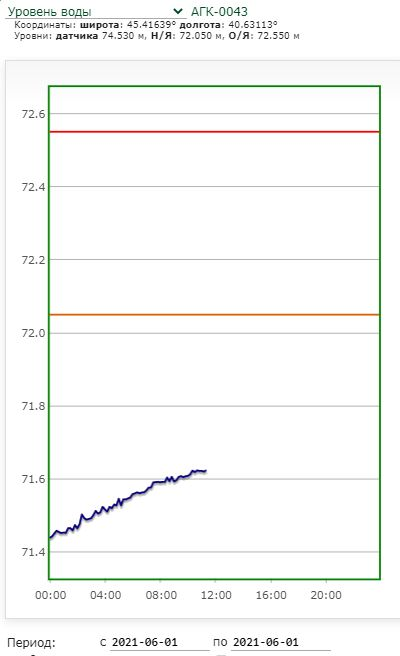 Уровень воды АГК-0043
Координаты: широта: 45.41639° долгота: 40.63113°
Уровни: датчика 74.530 м, Н/Я: 72.050 м, О/Я: 72.550 м
72.6
72.4
72.2
72.0
71.8
71.6
71.4
00:00 04:00 08:00 12:00 16:00 20:00
Период: с 2021-06-01 по 2021-06-01